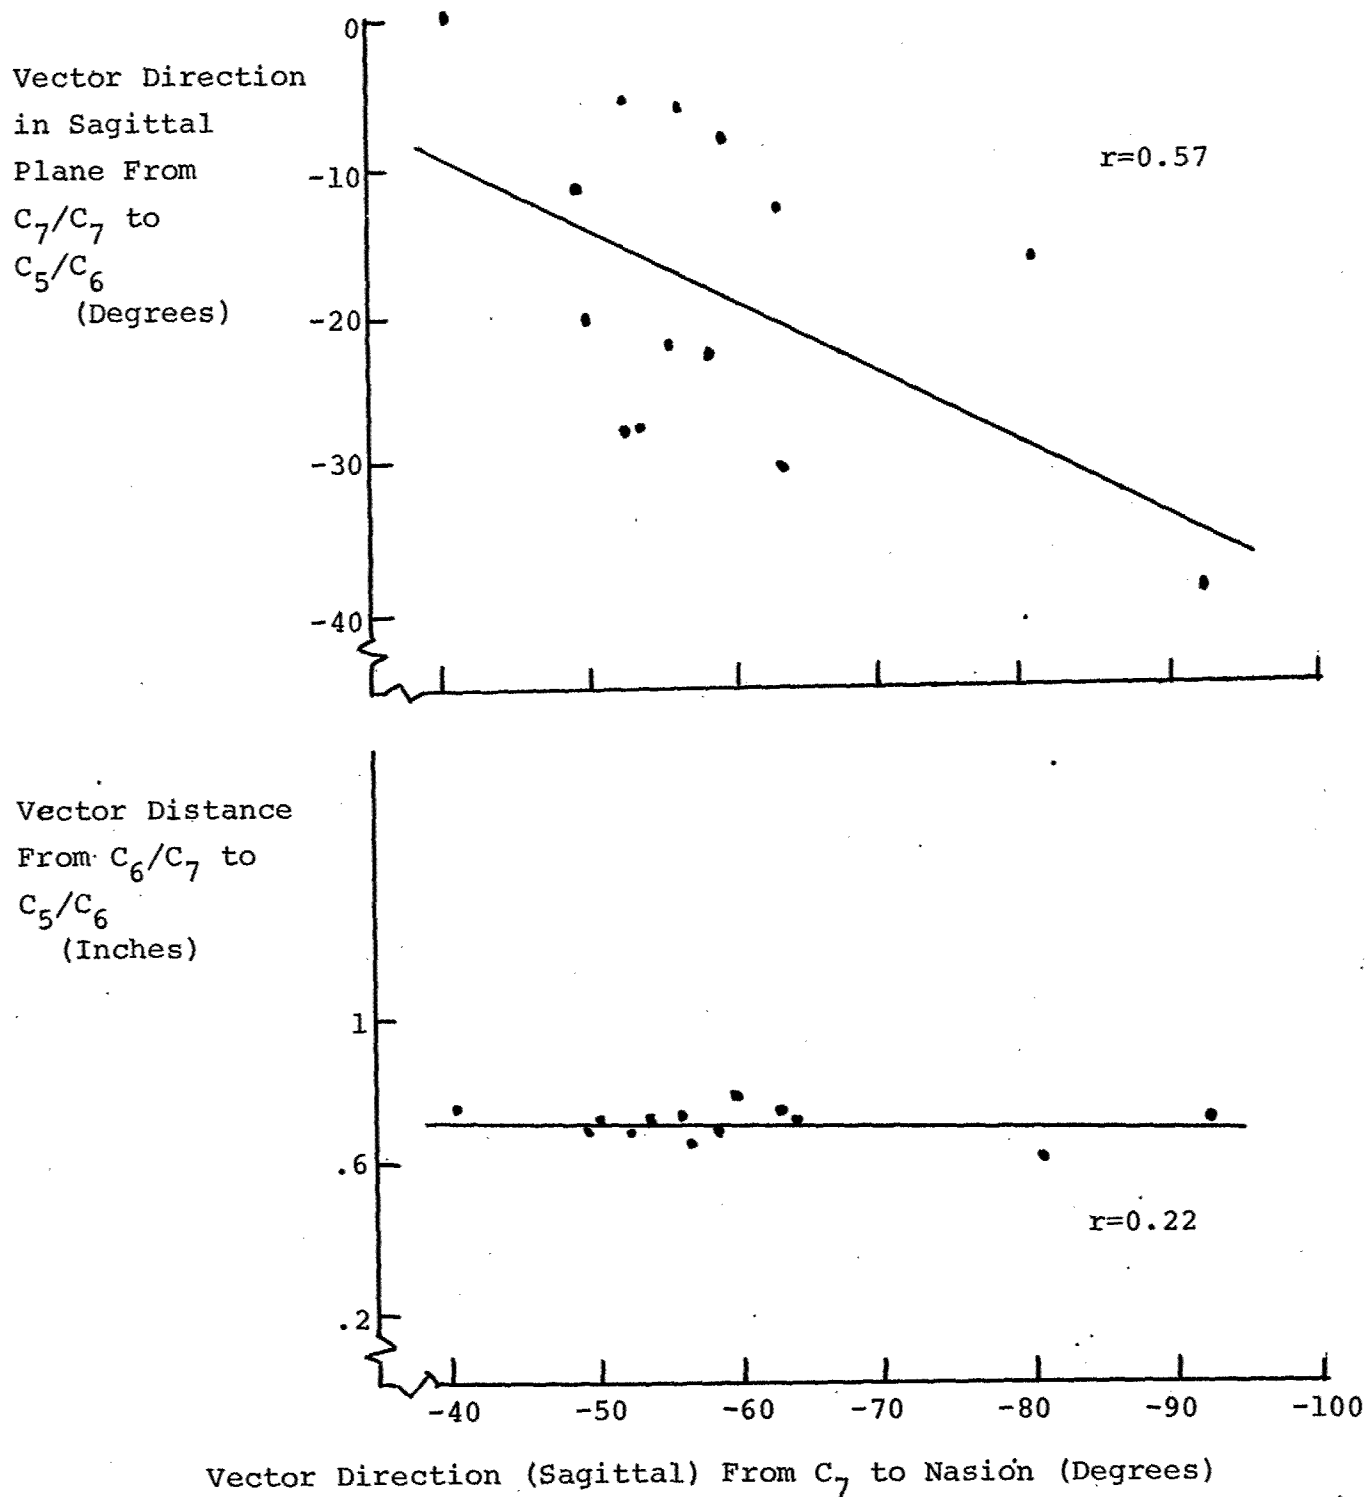 0
Vector Direction
in Sagittal
Plane From
C7/C7 to
C5/C6
(Degrees)
r=0.57
-10
-20
-30
-40
Vector Distance
From C6/C7 to
C5/C6
(Inches)
1
.6
r=0.22
.2
-40 -50 -60 -70 -80 -90 -100
Vector Direction (Sagittal) From C7 to Nasion (Degrees)